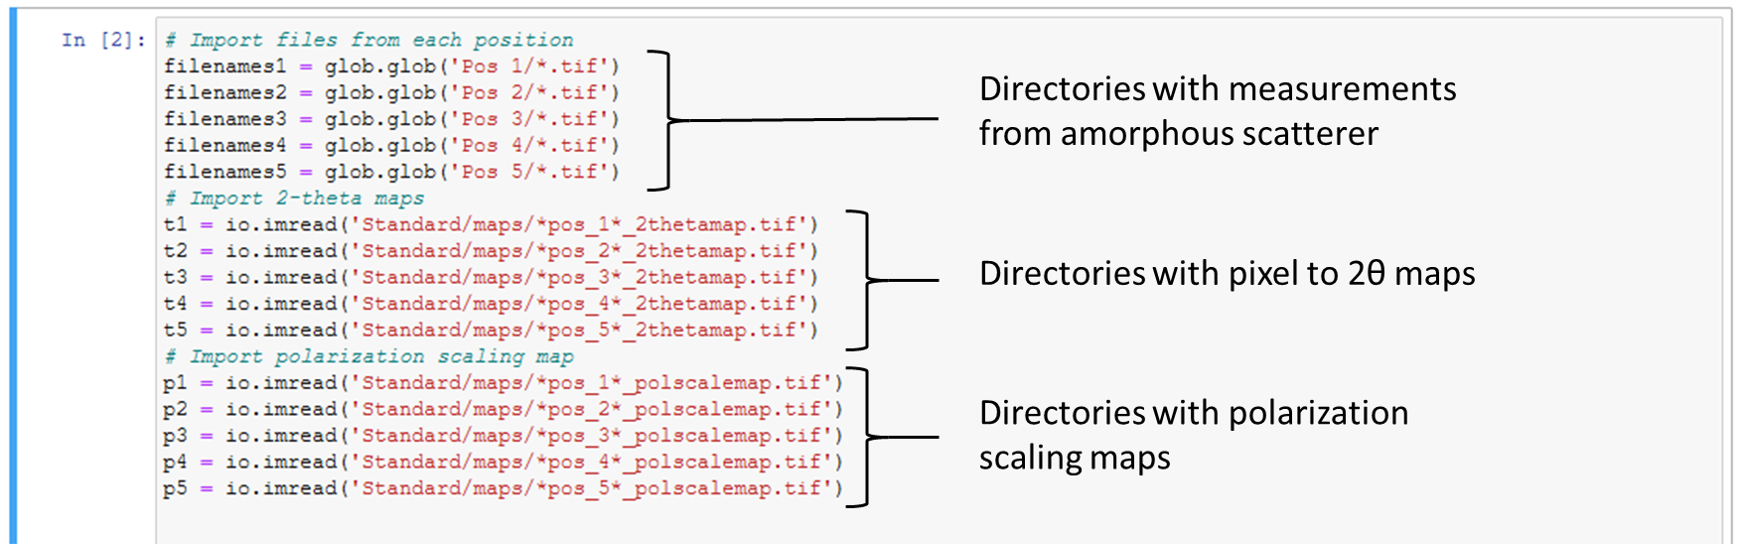 In [2]: # Import files from each position
filenames1 = glob.glob('Pos 1/*.tif')
filenames2 = glob.glob('Pos 2/*.tif')
filenames3 = glob.glob('Pos 3/*.tif')
filenames4 = glob.glob('Pos 4/*.tif')
filenames5 = glob.glob('Pos 5/*.tif')
Directories with measurements
from amorphous scatterer
# Import 2-theta maps
t1 = io.imread('Standard/maps/*pos_1*_2thetamap.tif')
t2 = io.imread('Standard/maps/*pos_2*_2thetamap.tif')
t3 = io.imread('Standard/maps/*pos_3*_2thetamap.tif')
t4 = io.imread('Standard/maps/*pos_4*_2thetamap.tif')
t5 = io.imread('Standard/maps/*pos_5*_2thetamap.tif')
Directories with pixel to 2θ maps
# Import polarization scaling map
p1 = io.imread('Standard/maps/*pos_1*_polscalemap.tif')
p2 = io.imread('Standard/maps/*pos_2*_polscalemap.tif')
p3 = io.imread('Standard/maps/*pos_3*_polscalemap.tif')
p4 = io.imread('Standard/maps/*pos_4*_polscalemap.tif')
p5 = io.imread('Standard/maps/*pos_5*_polscalemap.tif')
Directories with polarization
scaling maps